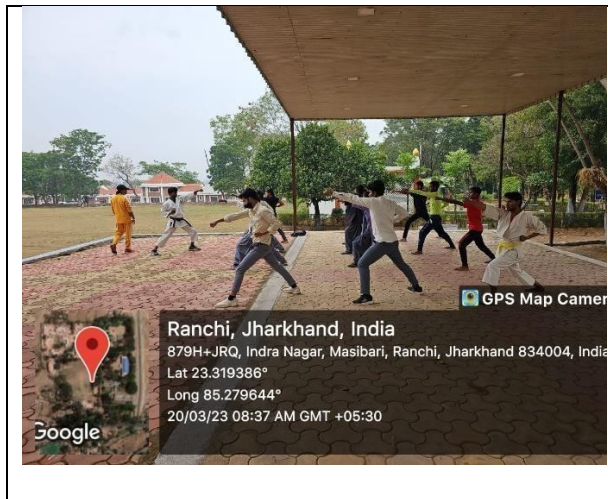 GPS Map Camer
Ranchi, Jharkhand, India
879H+JRQ, Indra Nagar, Masibari, Ranchi, Jharkhand 834004, India
Lat 23.319386°
Long 85.279644°
20/03/23 08:37 AM GMT +05:30
Google